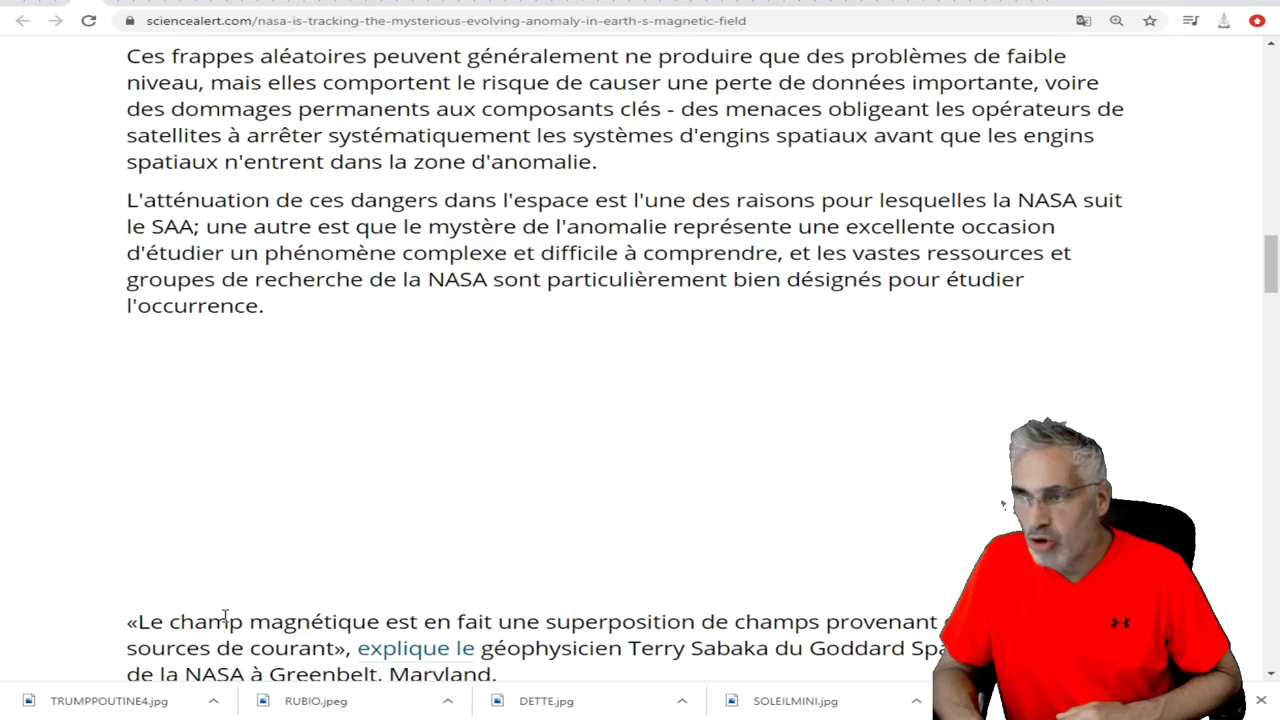 sciencealert.com/nasa-is-tracking-the-mysterious-evolving-anomaly-in-earth-s-magnetic-field
Ces frappes aléatoires peuvent généralement ne produire que des problèmes de faible
niveau, mais elles comportent le risque de causer une perte de données importante, voire
des dommages permanents aux composants clés - des menaces obligeant les opérateurs de
satellites à arrêter systématiquement les systèmes d'engins spatiaux avant que les engins
spatiaux n'entrent dans la zone d'anomalie.
L'atténuation de ces dangers dans l'espace est l'une des raisons pour lesquelles la NASA suit
le SAA; une autre est que le mystère de l'anomalie représente une excellente occasion
d'étudier un phénomène complexe et difficile à comprendre, et les vastes ressources et
groupes de recherche de la NASA sont particulièrement bien désignés pour étudier
l'occurrence.
«Le champ magnétique est en fait une superposition de champs provenant
sources de courant», explique le géophysicien Terry Sabaka du Goddard
de la NASA à Greenbelt, Maryland.
TRUMPPOUTINE4.jpg RUBIO.jpeg DETTE.jpg SOLEILMINI.jpg